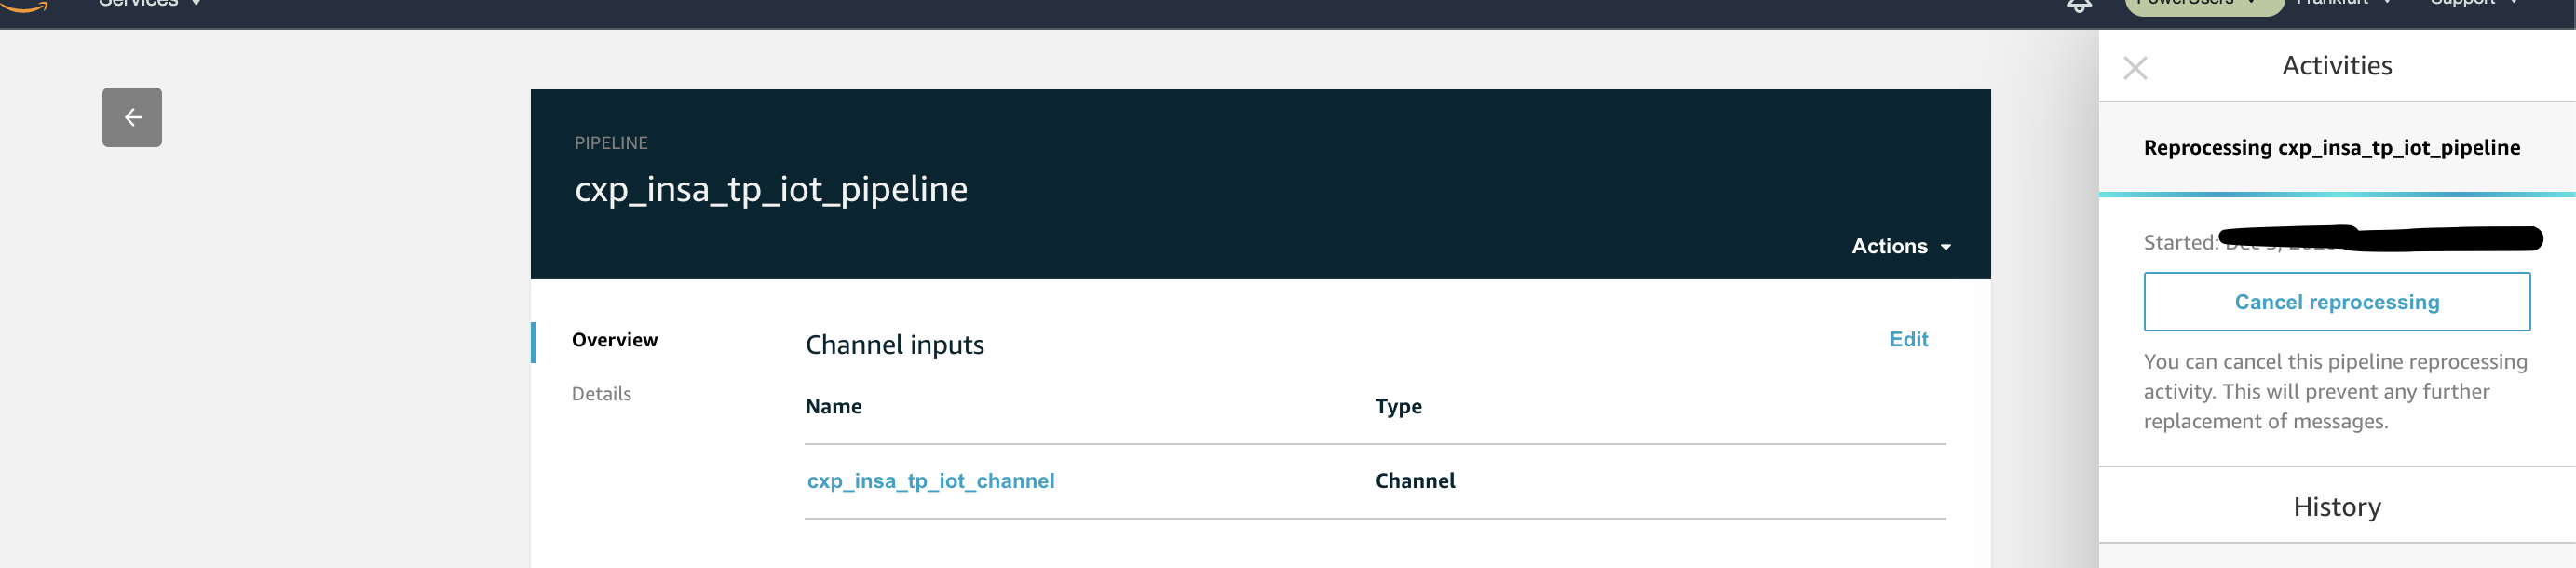 Services
PowerUsers
Frankfurt
Support
Activities
PIPELINE
cxp_insa_tp_iot_pipeline
Actions
Reprocessing cxp_insa_tp_iot_pipeline
Started:
Cancel reprocessing
You can cancel this pipeline reprocessing
activity. This will prevent any further
replacement of messages.
History
Overview
Details
Channel inputs
Edit
Name Type
cxp_insa_tp_iot_channel Channel